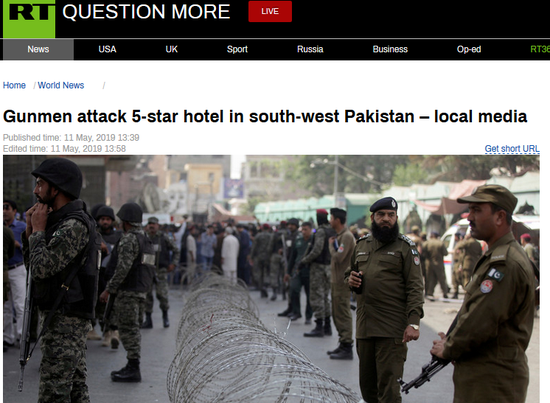 RT QUESTION MORE LIVE
News USA UK Sport Russia Business Op-ed RT36
Home / World News /
Gunmen attack 5-star hotel in south-west Pakistan – local media
Published time: 11 May, 2019 13:39
Edited time: 11 May, 2019 13:58 Get short URL